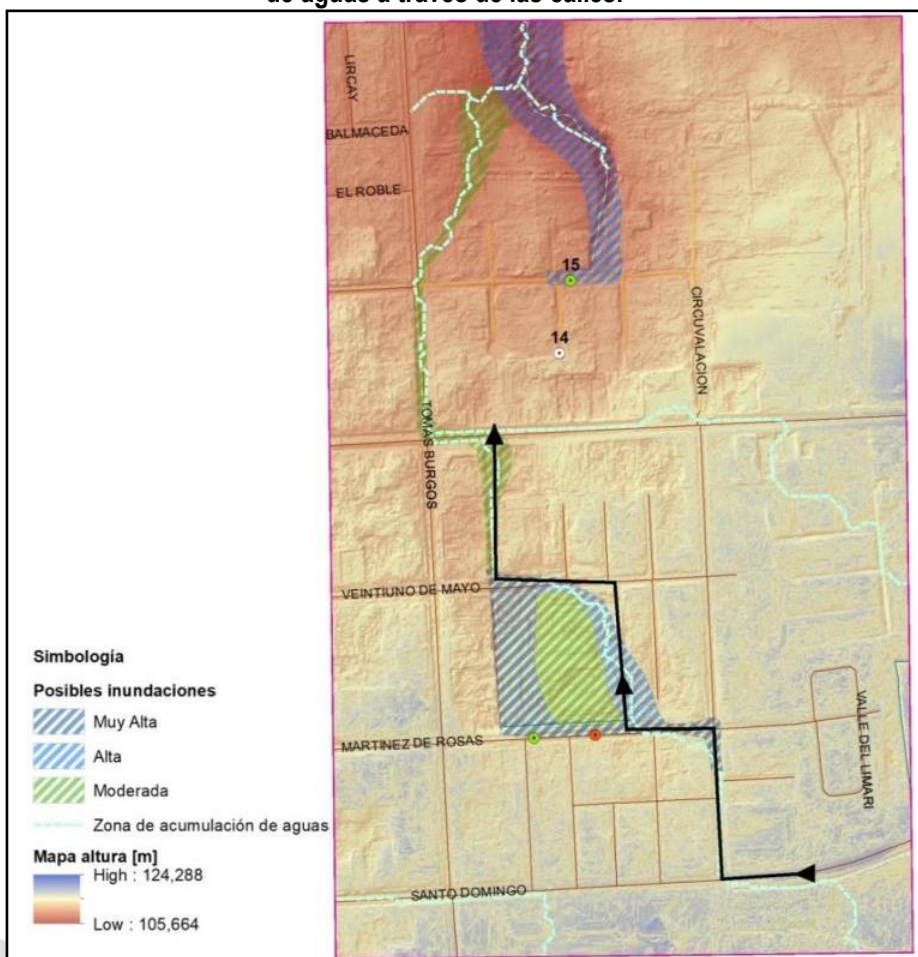 de aguas a través de las calles.
LIRCAY
BALMACEDA
EL ROBLE
15
14
CIRCUVALACION
TOMAS BURGOS
VEINTIUNO DE MAYO
MARTINEZ DE ROSAS
VALLE DEL LIMARI
SANTO DOMINGO
Simbología
Posibles inundaciones
Muy Alta
Alta
Moderada
Zona de acumulación de aguas
Mapa altura [m]
High : 124,288
Low : 105,664